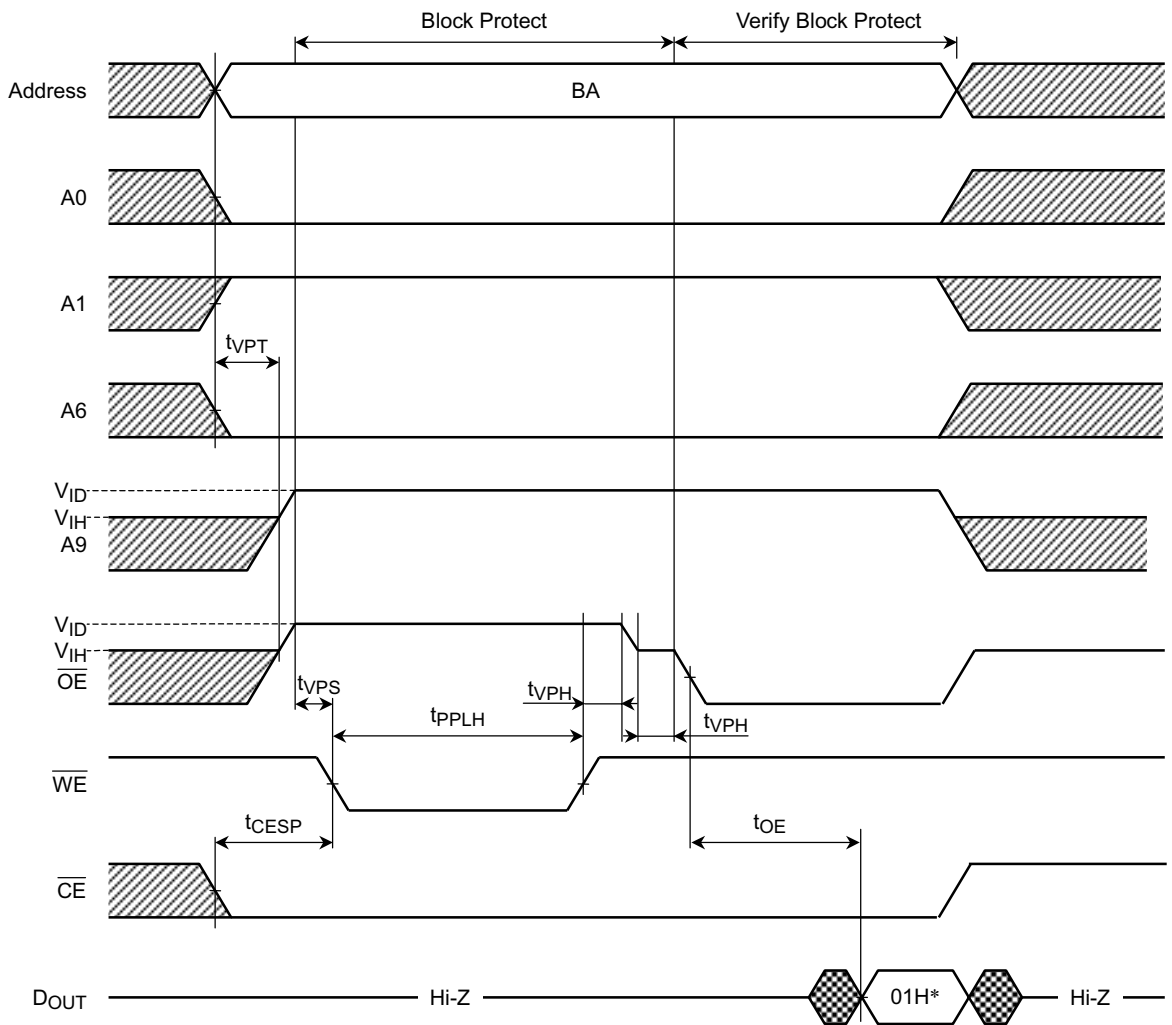 Block Protect
Verify Block Protect
Address
BA
A0
A1
tVPT
A6
VID
VIH
A9
VID
VIH
OE
tVPS
tVPH
tPPLH
tVPH
WE
tCESP
tOE
CE
DOUT
Hi-Z
01H*
Hi-Z